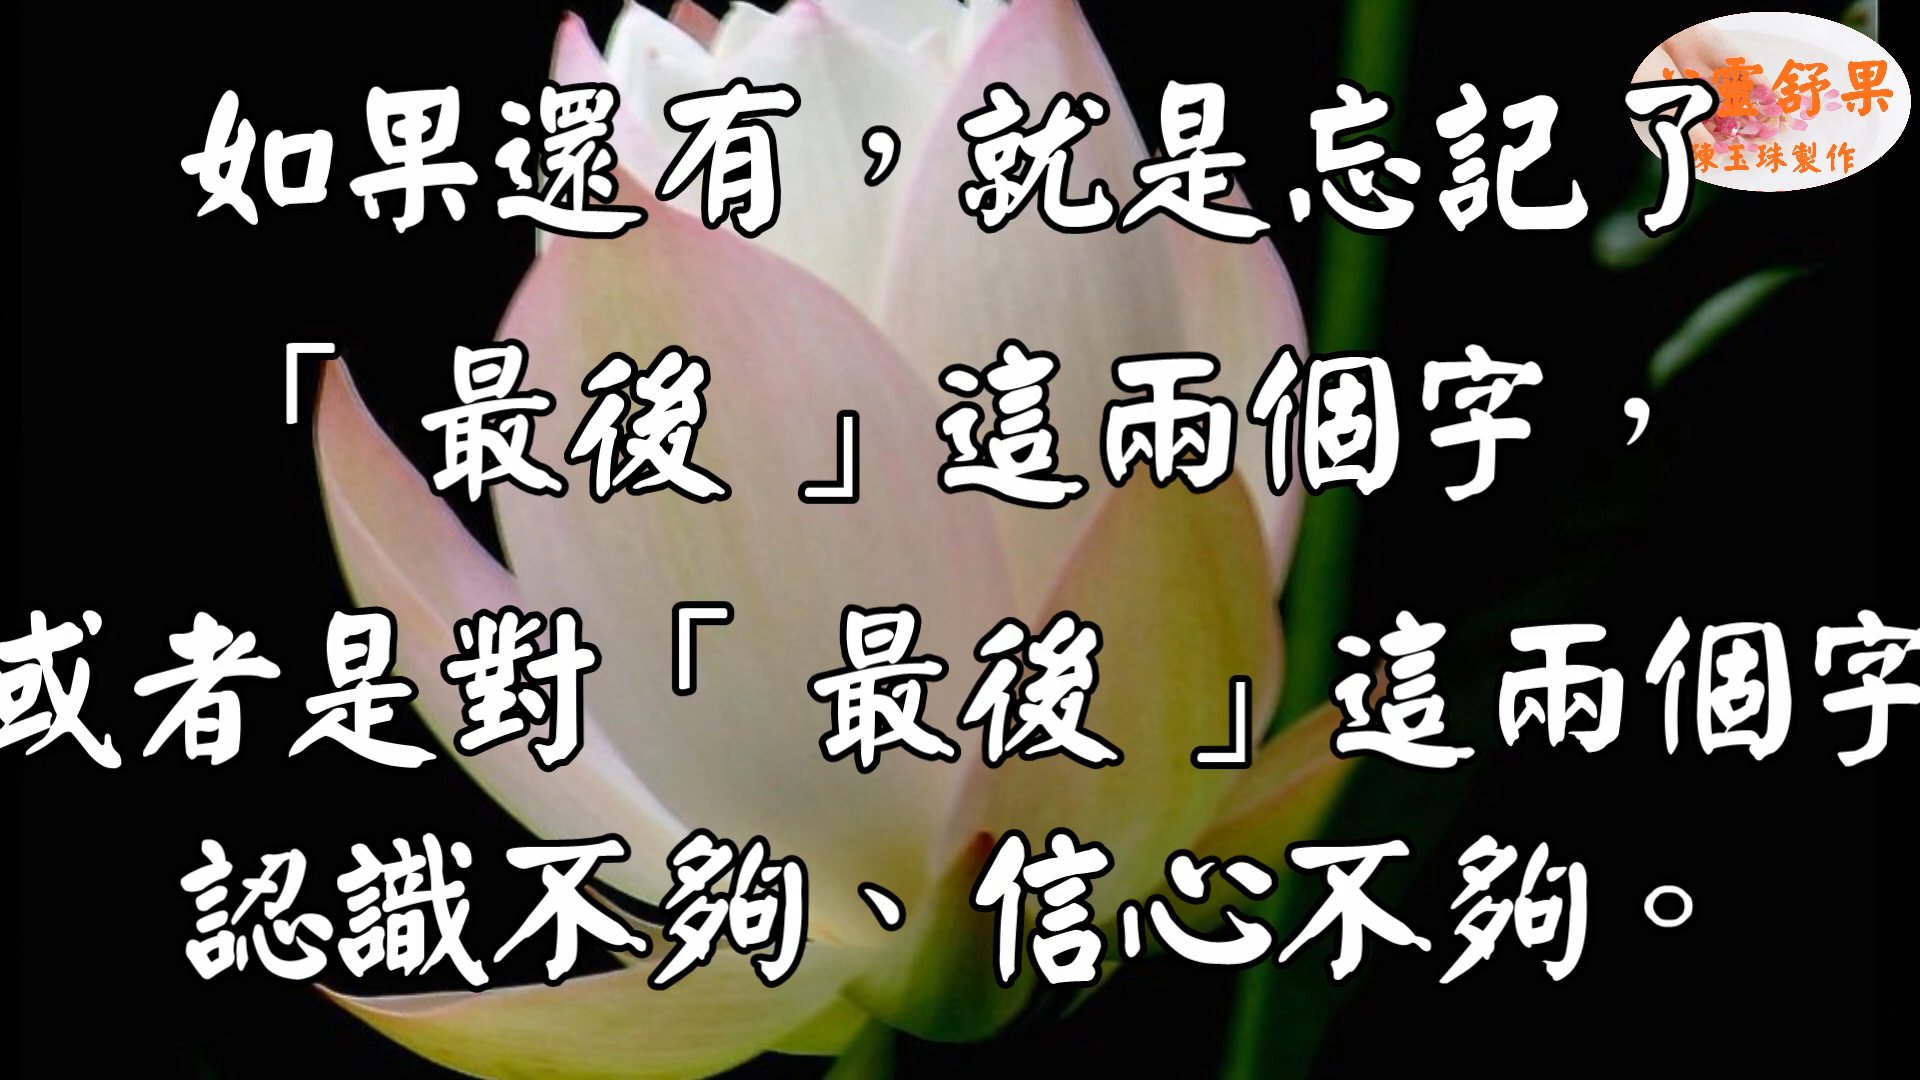 如果還有，就是忘記了
「最後」這兩個字，
或者是對「最後」這兩個字
認識不夠、信心不夠。
靈舒果
陳玉珠製作